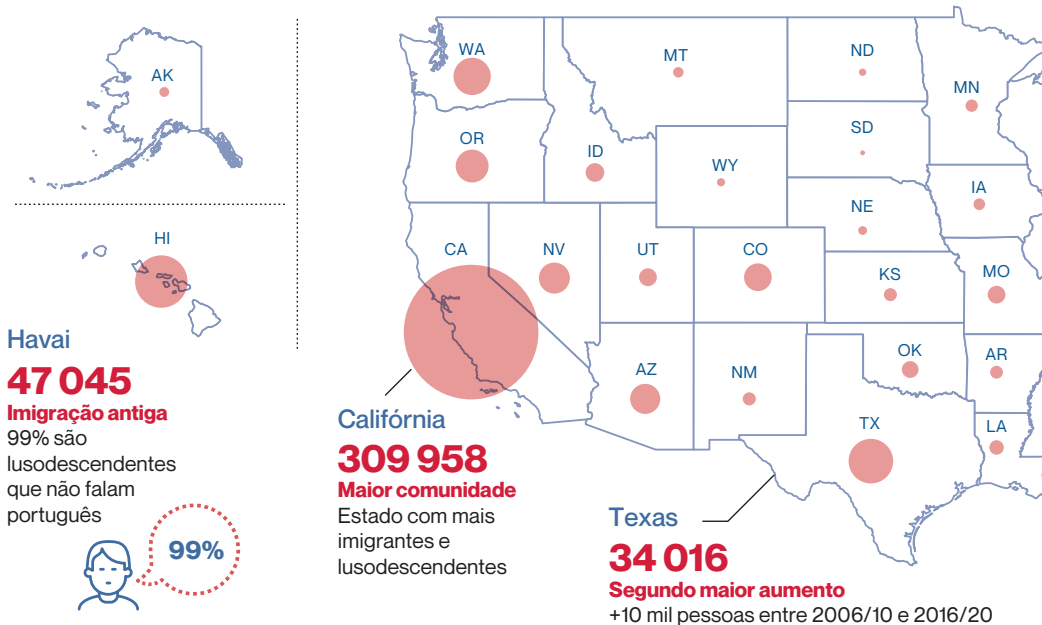 AK
HI
Havai
47 045
Imigração antiga
99% são
lusodescendentes
que não falam
português
99%
WA
MT
ND
MN
OR
ID
SD
WY
IA
NE
CA
NV
UT
CO
KS
MO
AZ
NM
OK
AR
TX
LA
Califórnia
309 958
Maior comunidade
Estado com mais
imigrantes e
lusodescendentes
Texas
34 016
Segundo maior aumento
+10 mil pessoas entre 2006/10 e 2016/20